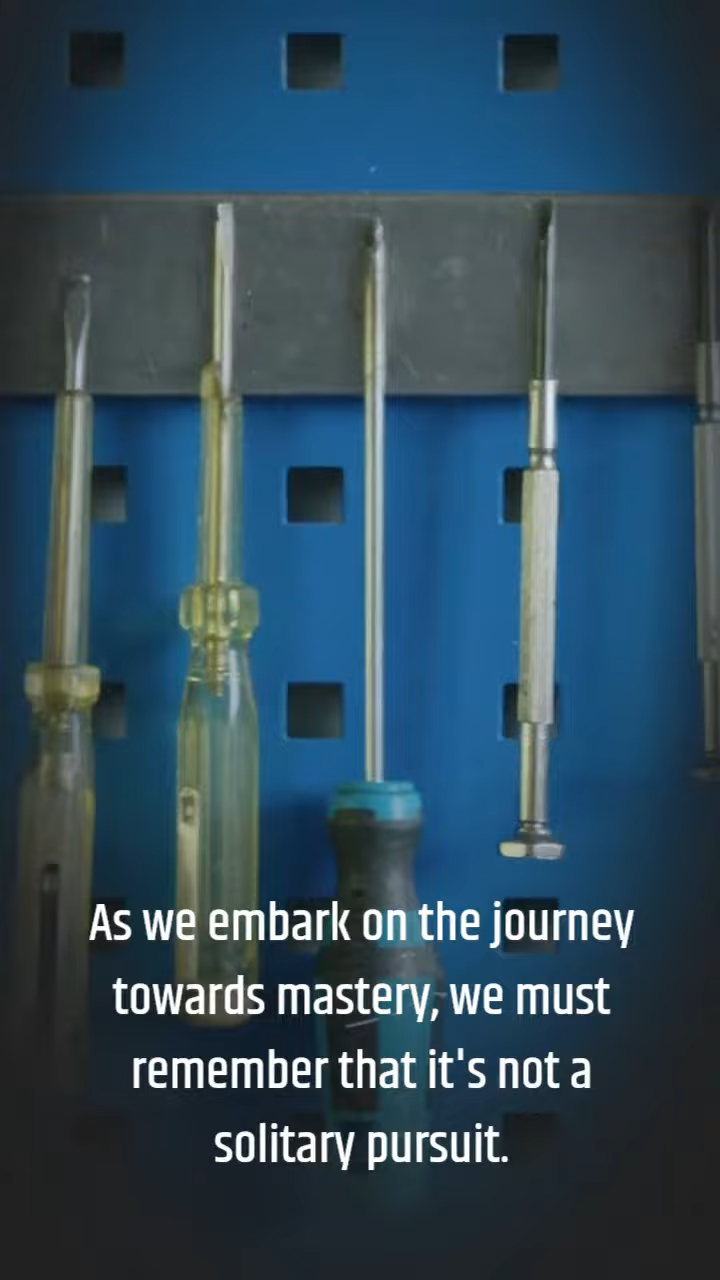 As we embark on the journey
towards mastery, we must
remember that it's not a
solitary pursuit.